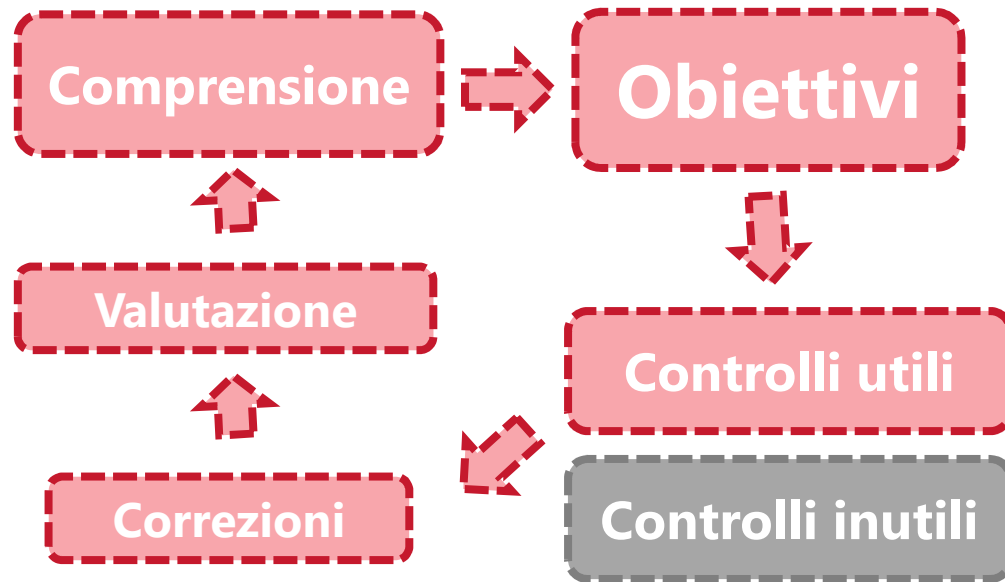 Comprensione
Obiettivi
Valutazione
Controlli utili
Correzioni
Controlli inutili